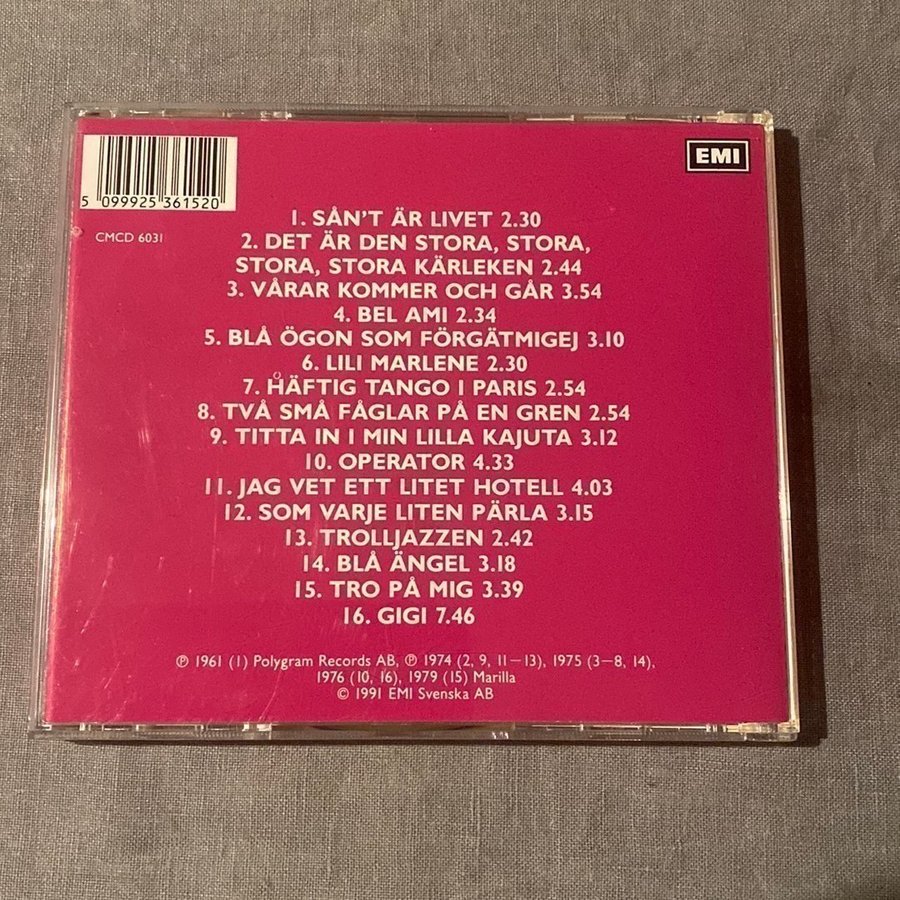 EMI
5 099925 361520
CMCD 6031
1. SÅN'T ÄR LIVET 2.30
2. DET ÄR DEN STORA, STORA,
STORA, STORA KÄRLEKEN 2.44
3. VÅRAR KOMMER OCH GÅR 3.54
4. BEL AMI 2.34
5. BLÅ ÖGON SOM FÖRGÄTMIGEJ 3.10
6. LILI MARLENE 2.30
7. HÄFTIG TANGO I PARIS 2.54
8. TVÅ SMÅ FÅGLAR PÅ EN GREN 2.54
9. TITTA IN I MIN LILLA KAJUTA 3.12
10. OPERATOR 4.33
11. JAG VET ETT LITET HOTELL 4.03
12. SOM VARJE LITEN PÄRLA 3.15
13. TROLLJAZZEN 2.42
14. BLÅ ÄNGEL 3.18
15. TRO PÅ MIG 3.39
16. GIGI 7.46
℗ 1961 (1) Polygram Records AB, ℗ 1974 (2, 9, 11–13), 1975 (3–8, 14),
1976 (10, 16), 1979 (15) Marilla
© 1991 EMI Svenska AB